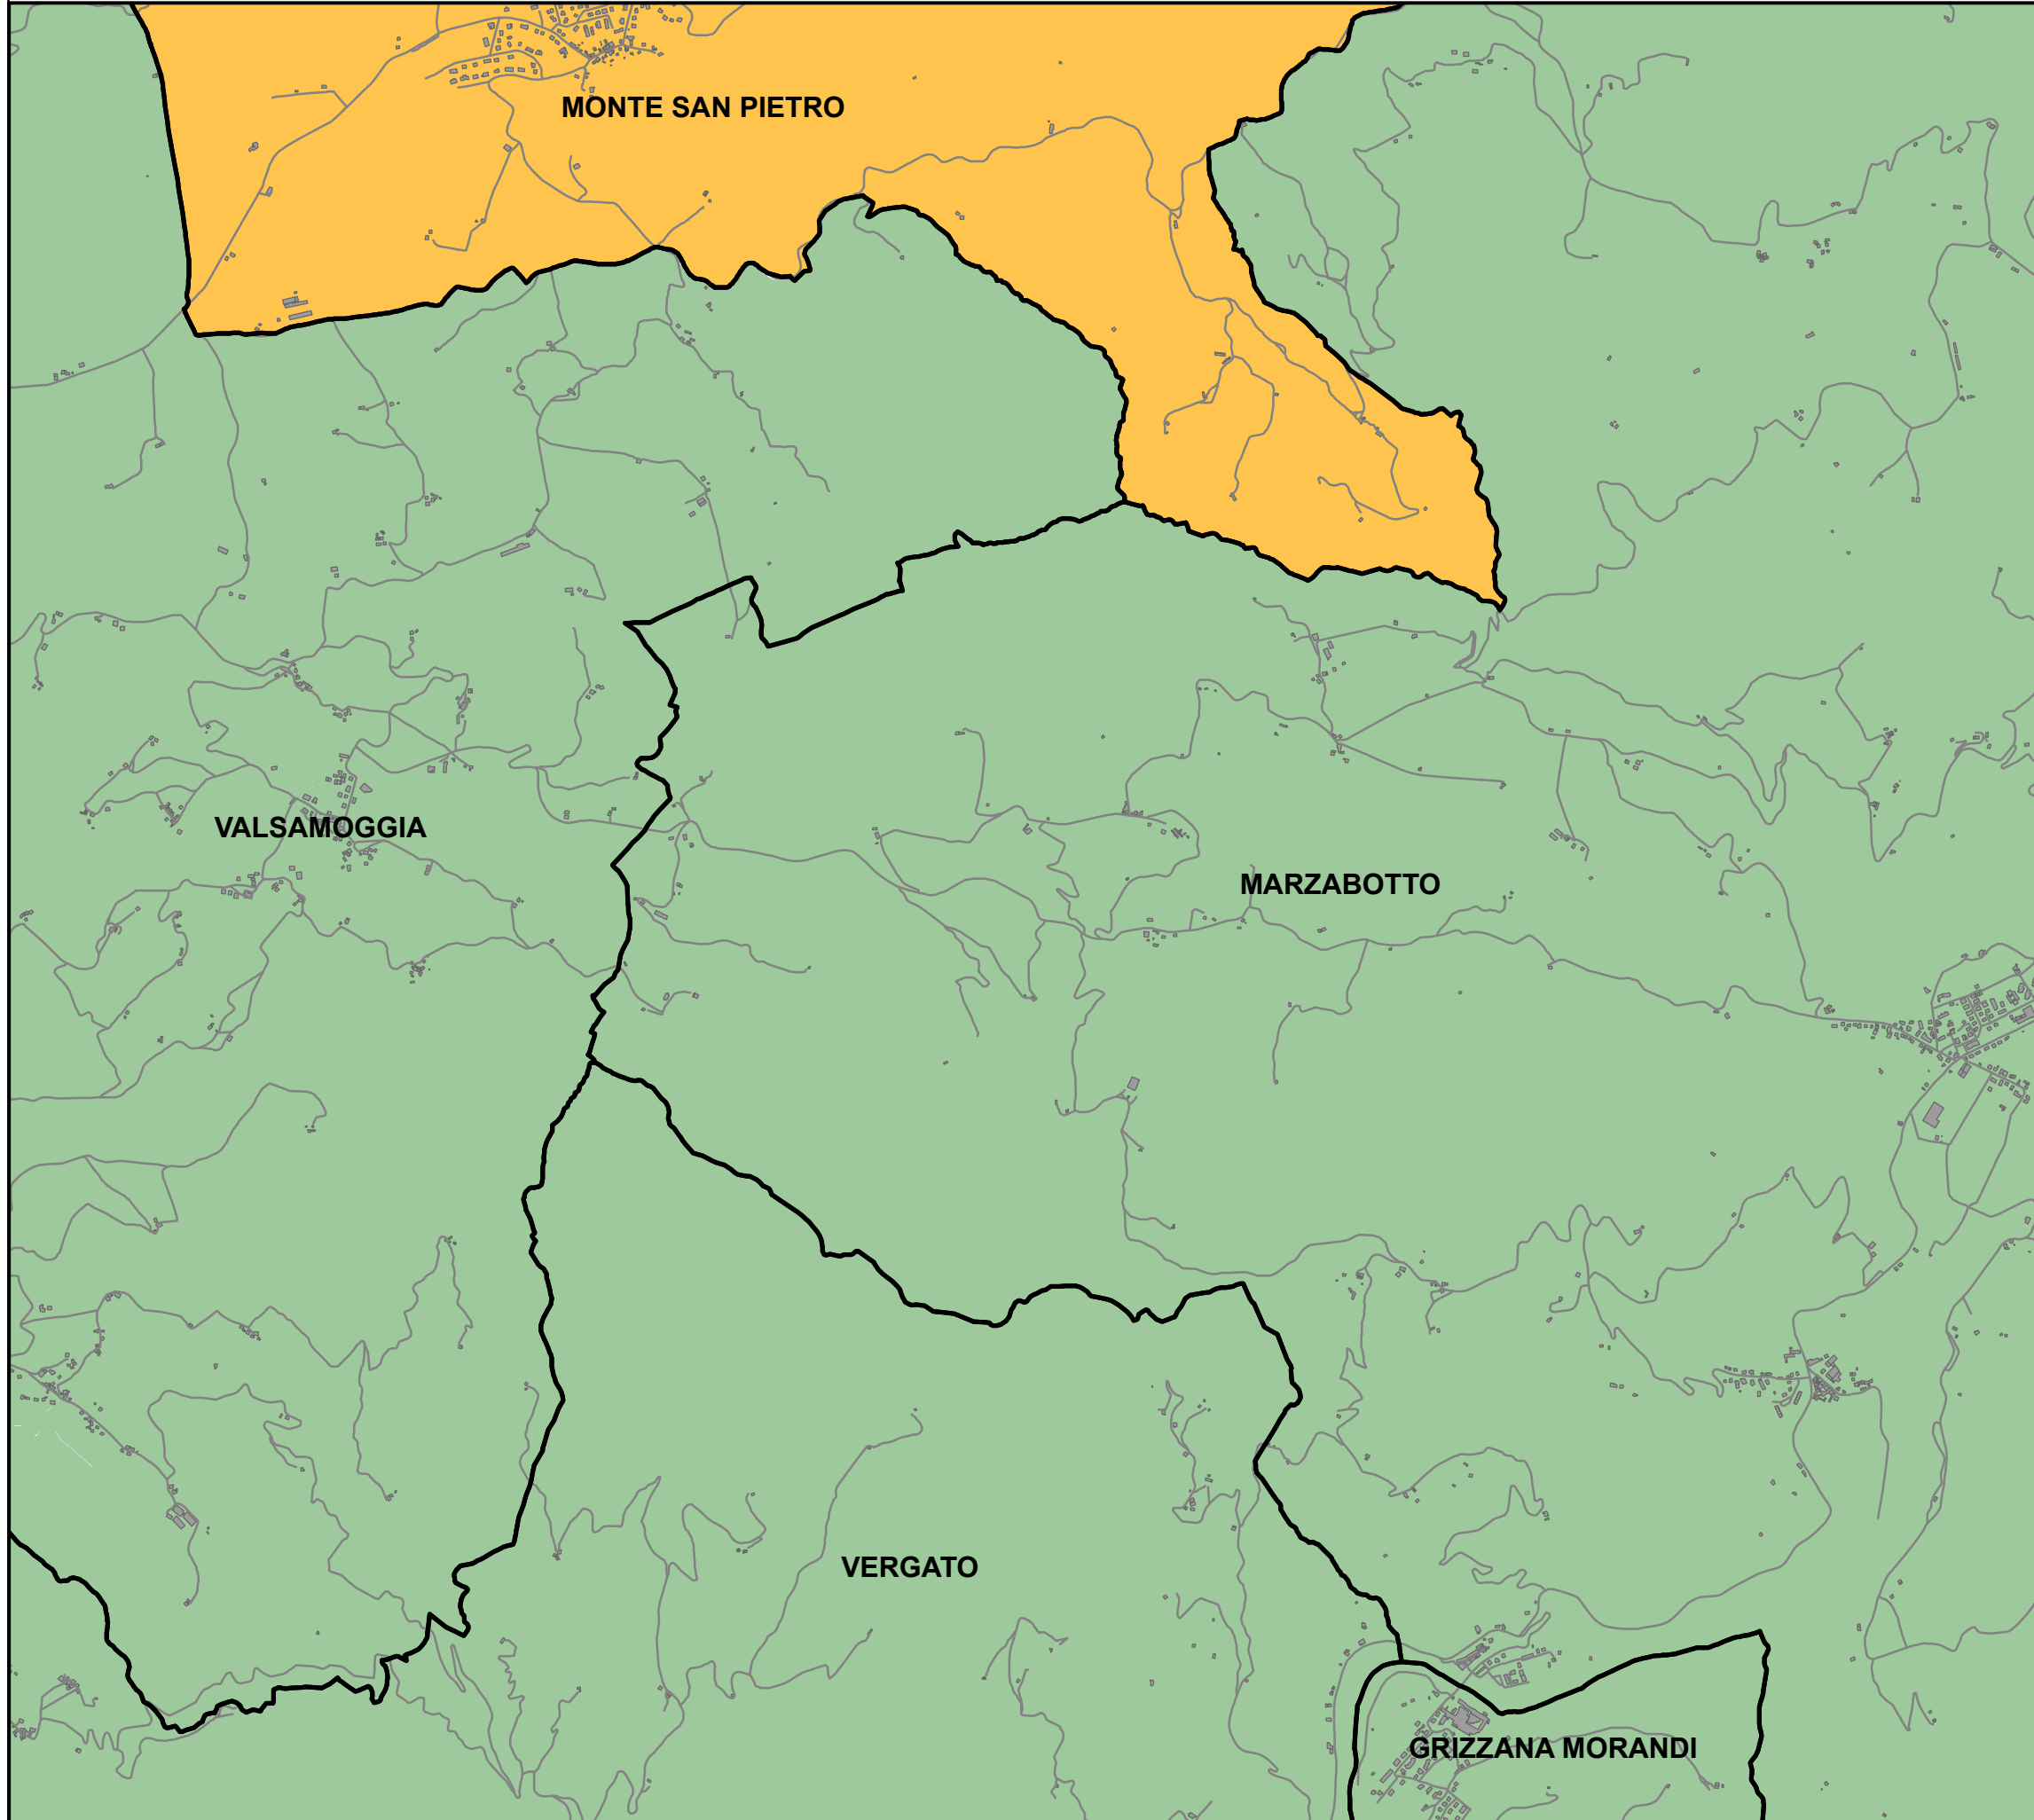 MONTE SAN PIETRO
VALSAMOGGIA
MARZABOTTO
VERGATO
GRIZZANA MORANDI